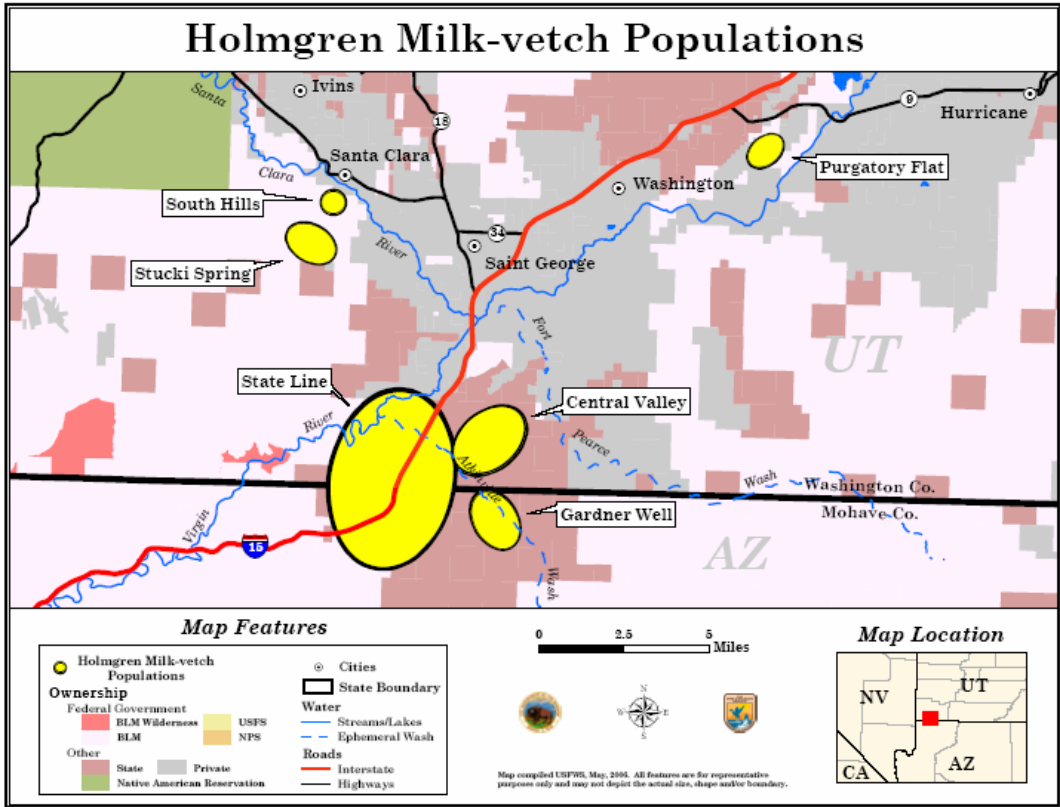 Holmgren Milk-vetch Populations
Ivins
Santa
18
9
Hurricane
Santa Clara
Clara
Washington
Purgatory Flat
South Hills
34
River
Saint George
Stucki Spring
Fort
UT
State Line
Central Valley
River
Pearce
Wash
Washington Co.
Mohave Co.
Gardner Well
Virgin
15
AZ
Wash
Map Features
Holmgren Milk-vetch
Populations
Ownership
Federal Government
BLM Wilderness
USFS
BLM
NPS
Other
State
Private
Native American Reservation
Cities
State Boundary
Water
Streams/Lakes
Ephemeral Wash
Roads
Interstate
Highways
0 2.5 5
Miles
N
W E
S
Map compiled USFWS, May, 2006. All features are for representative
purposes only and may not depict the actual size, shape and/or boundary.
Map Location
NV
UT
CA
AZ